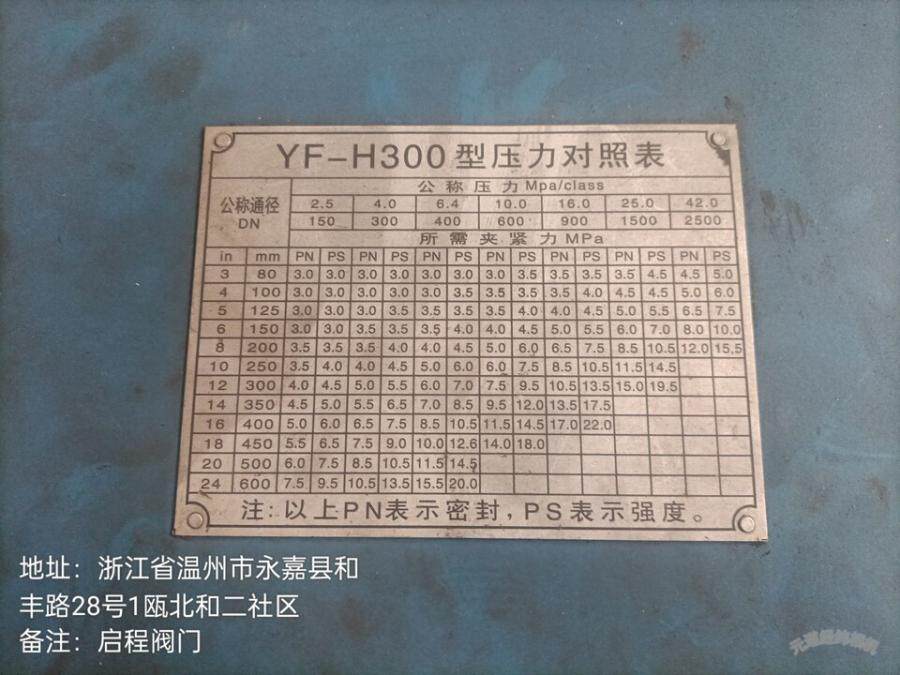 YF-H300型压力对照表
公称通径
DN
公称压力Mpa/class
2.5 4.0 6.4 10.0 16.0 25.0 42.0
150 300 400 600 900 1500 2500
所需夹紧力MPa
in mm PN PS PN PS PN PS PN PS PN PS PN PS PN PS
3 80 3.0 3.0 3.0 3.0 3.0 3.0 3.0 3.5 3.5 3.5 3.5 4.5 4.5 5.0
4 100 3.0 3.0 3.0 3.0 3.0 3.5 3.5 3.5 3.5 4.0 4.5 4.5 5.0 6.0
5 125 3.0 3.0 3.0 3.5 3.5 3.5 3.5 4.0 4.0 4.5 5.0 5.5 6.5 7.5
6 150 3.0 3.0 3.5 3.5 3.5 4.0 4.0 4.5 5.0 5.5 6.0 7.0 8.0 10.0
8 200 3.5 3.5 3.5 4.0 4.0 4.5 5.0 6.0 6.5 7.5 8.5 10.5 12.0 15.5
10 250 3.5 4.0 4.0 4.5 5.0 6.0 6.0 7.5 8.5 10.5 11.5 14.5
12 300 4.0 4.5 5.0 5.5 6.0 7.0 7.5 9.5 10.5 13.5 15.0 19.5
14 350 4.5 5.0 5.5 6.5 7.0 8.5 9.5 12.0 13.5 17.5
16 400 5.0 6.0 6.5 7.5 8.5 10.5 11.5 14.5 17.0 22.0
18 450 5.5 6.5 7.5 9.0 10.0 12.6 14.0 18.0
20 500 6.0 7.5 8.5 10.5 11.5 14.5
24 600 7.5 9.5 10.5 13.5 15.5 20.0
注:以上PN表示密封,PS表示强度。
地址：浙江省温州市永嘉县和
丰路28号1瓯北和二社区
备注：启程阀门